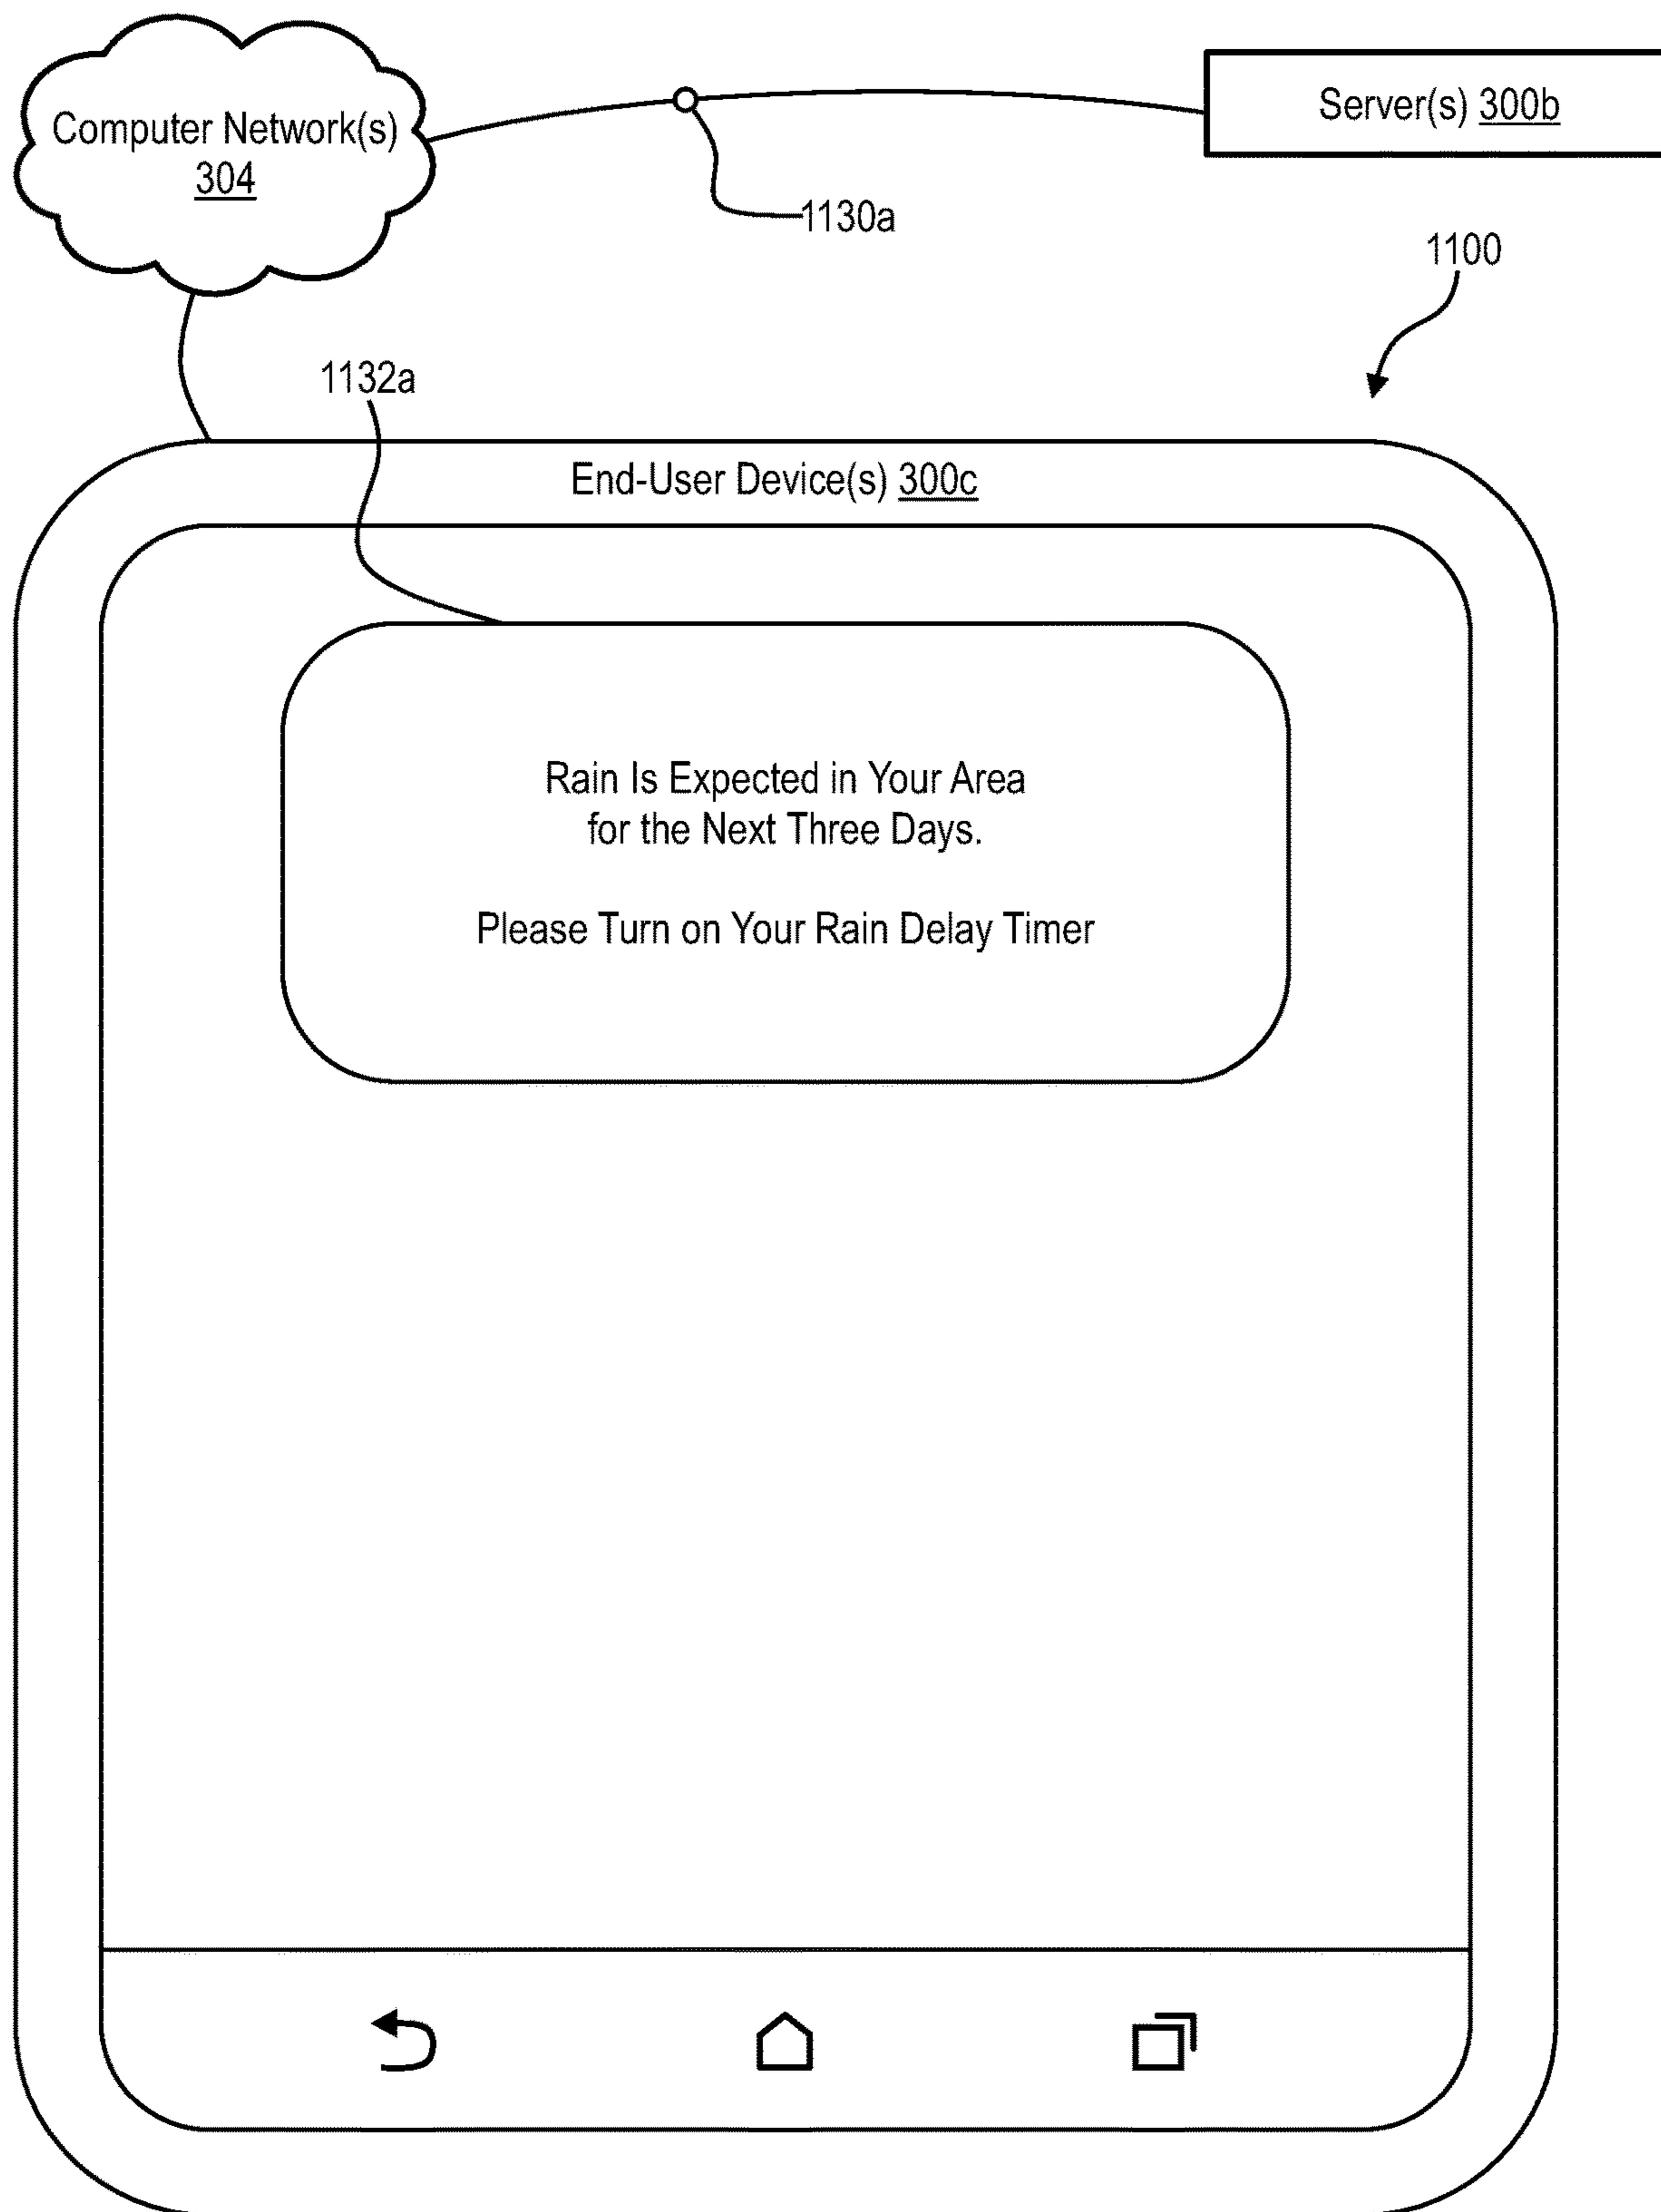 Computer Network(s)
304
Server(s) 300b
1130a
1100
1132a
End-User Device(s) 300c
Rain Is Expected in Your Area
for the Next Three Days.
Please Turn on Your Rain Delay Timer